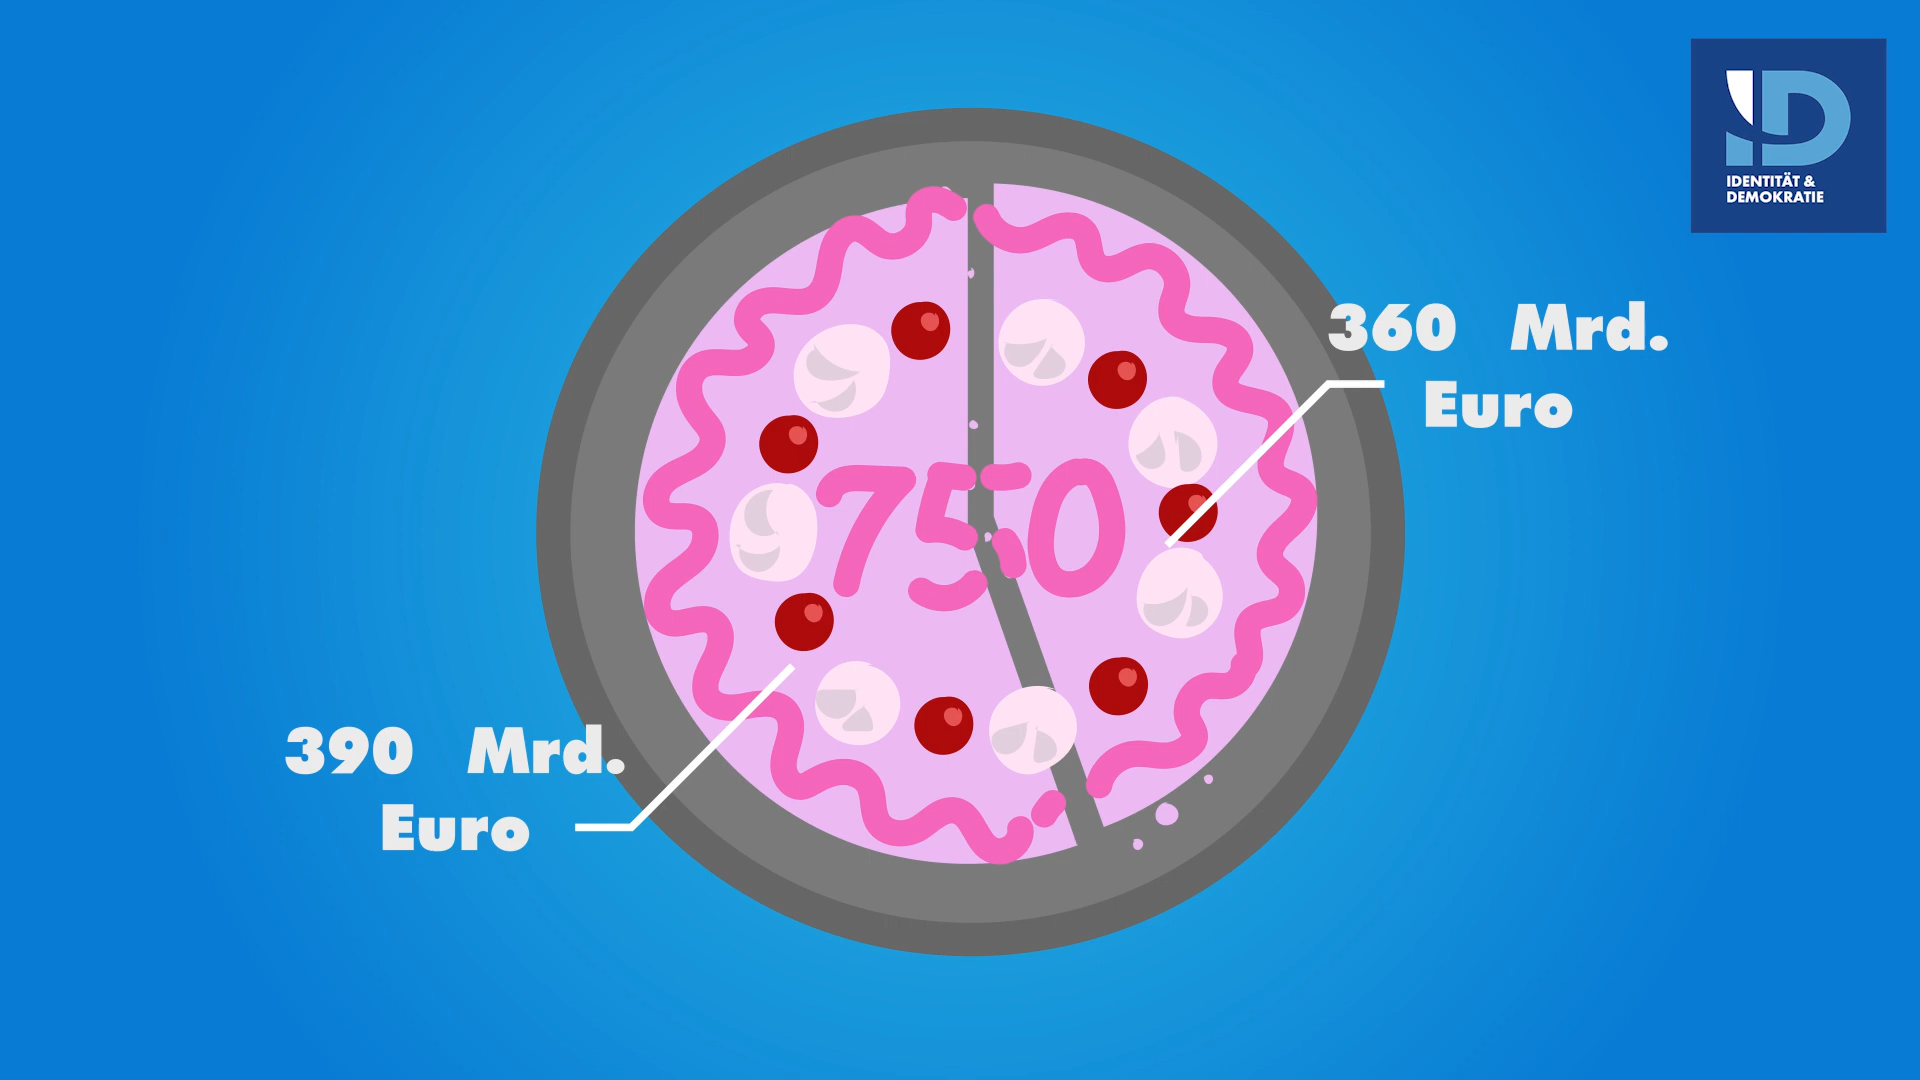 IDENTITÄT &
DEMOKRATIE
360 Mrd.
Euro
750
390 Mrd.
Euro